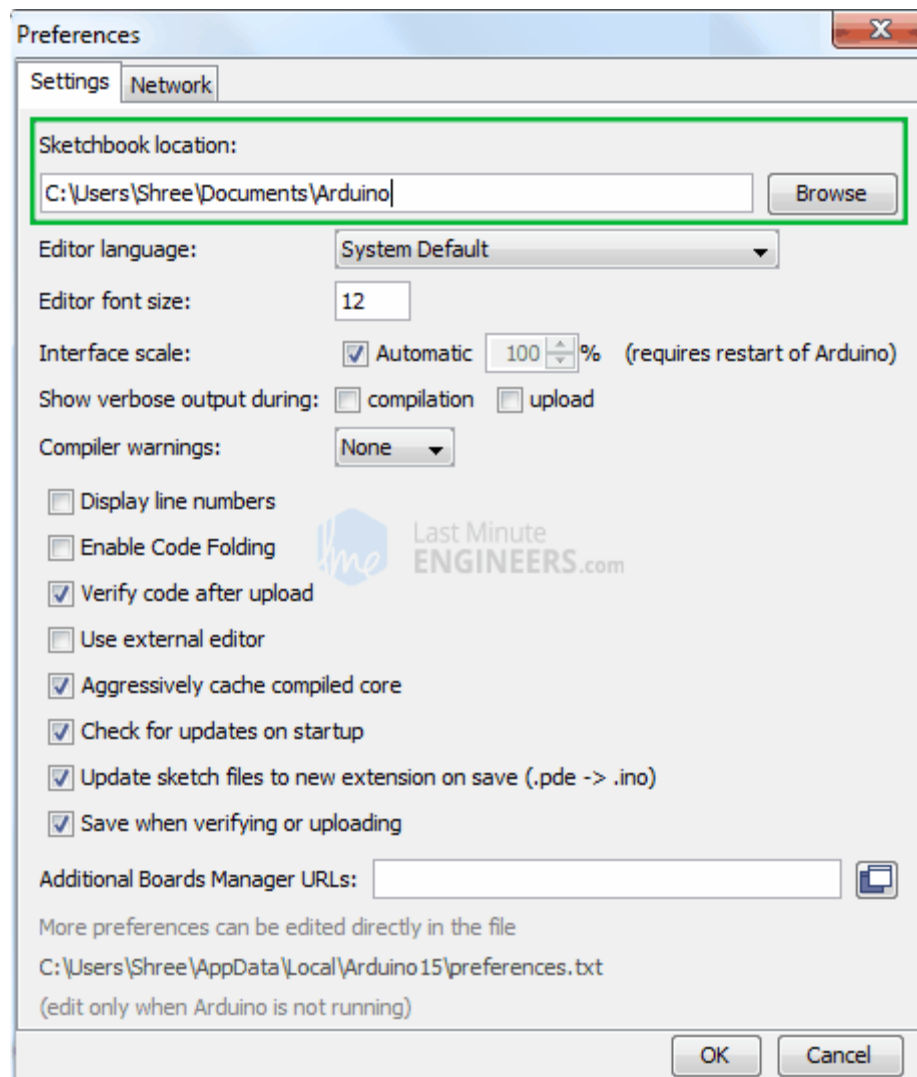 Preferences
Settings Network
Sketchbook location:
C:\Users\Shree\Documents\Arduino Browse
Editor language: System Default
Editor font size: 12
Interface scale: Automatic 100 % (requires restart of Arduino)
Show verbose output during: compilation upload
Compiler warnings: None
Display line numbers
Enable Code Folding
Verify code after upload
Use external editor
Aggressively cache compiled core
Check for updates on startup
Update sketch files to new extension on save (.pde -> .ino)
Save when verifying or uploading
lme Last Minute
ENGINEERS.com
Additional Boards Manager URLs:
More preferences can be edited directly in the file
C:\Users\Shree\AppData\Local\Arduino15\preferences.txt
(edit only when Arduino is not running)
OK Cancel